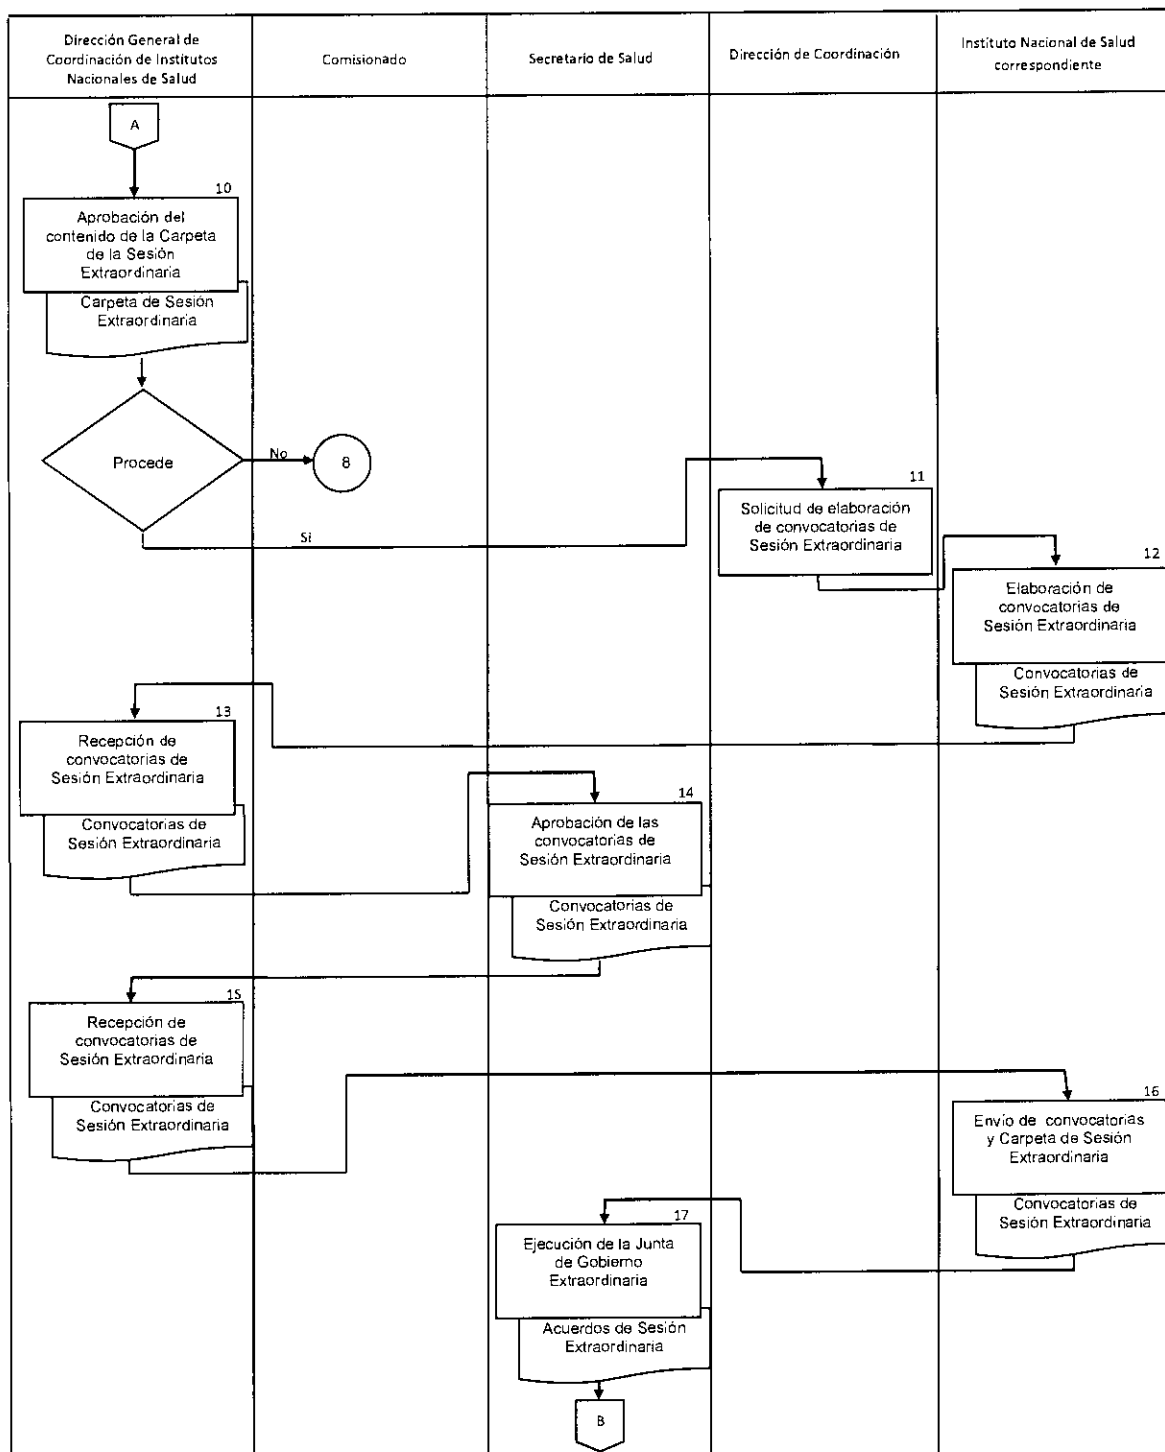 Dirección General de
Coordinación de Institutos
Nacionales de Salud
Comisionado
Secretario de Salud
Dirección de Coordinación
Instituto Nacional de Salud
correspondiente
A
10
Aprobación del
contenido de la Carpeta
de la Sesión
Extraordinaria
Carpeta de Sesión
Extraordinaria
Procede
No
8
Si
11
Solicitud de elaboración
de convocatorias de
Sesión Extraordinaria
12
Elaboración de
convocatorias de
Sesión Extraordinaria
Convocatorias de
Sesión Extraordinaria
13
Recepción de
convocatorias de
Sesión Extraordinaria
Convocatorias de
Sesión Extraordinaria
14
Aprobación de las
convocatorias de
Sesión Extraordinaria
Convocatorias de
Sesión Extraordinaria
15
Recepción de
convocatorias de
Sesión Extraordinaria
Convocatorias de
Sesión Extraordinaria
16
Envío de convocatorias
y Carpeta de Sesión
Extraordinaria
Convocatorias de
Sesión Extraordinaria
17
Ejecución de la Junta
de Gobierno
Extraordinaria
Acuerdos de Sesión
Extraordinaria
B